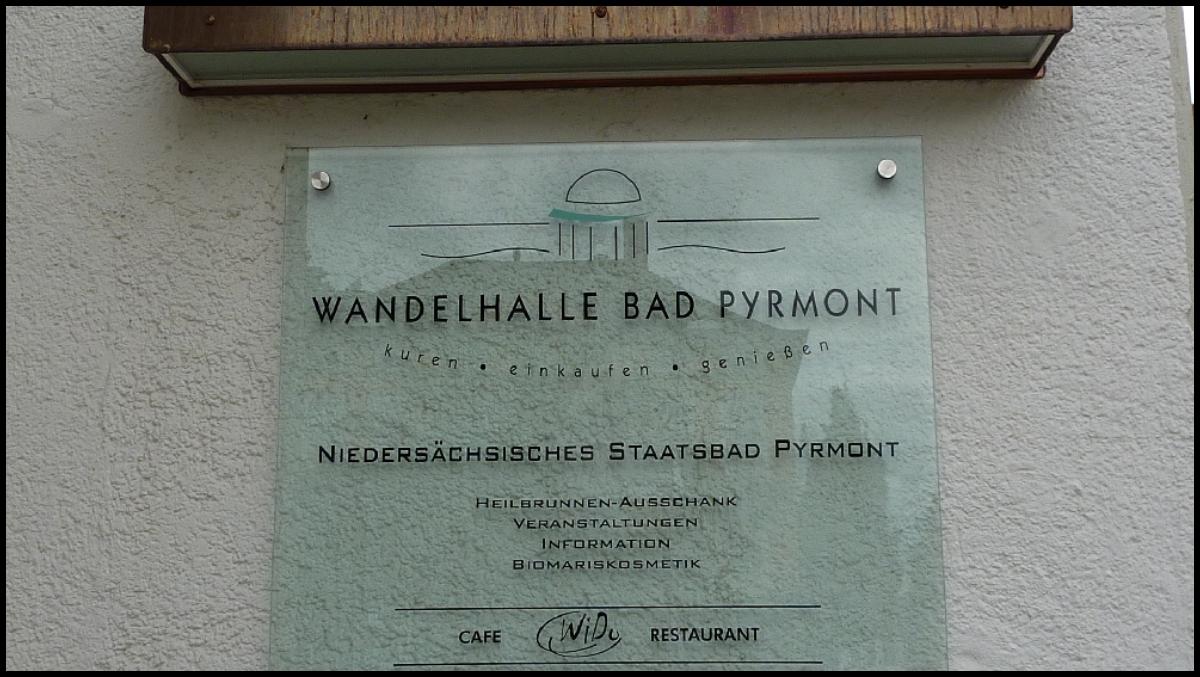 WANDELHALLE BAD PYRMONT
kuren • einkaufen • genießen
NIEDERSÄCHSISCHES STAATSBAD PYRMONT
HEILBRUNNEN-AUSSCHANK
VERANSTALTUNGEN
INFORMATION
BIOMARISKOSMETIK
CAFE WiDu RESTAURANT